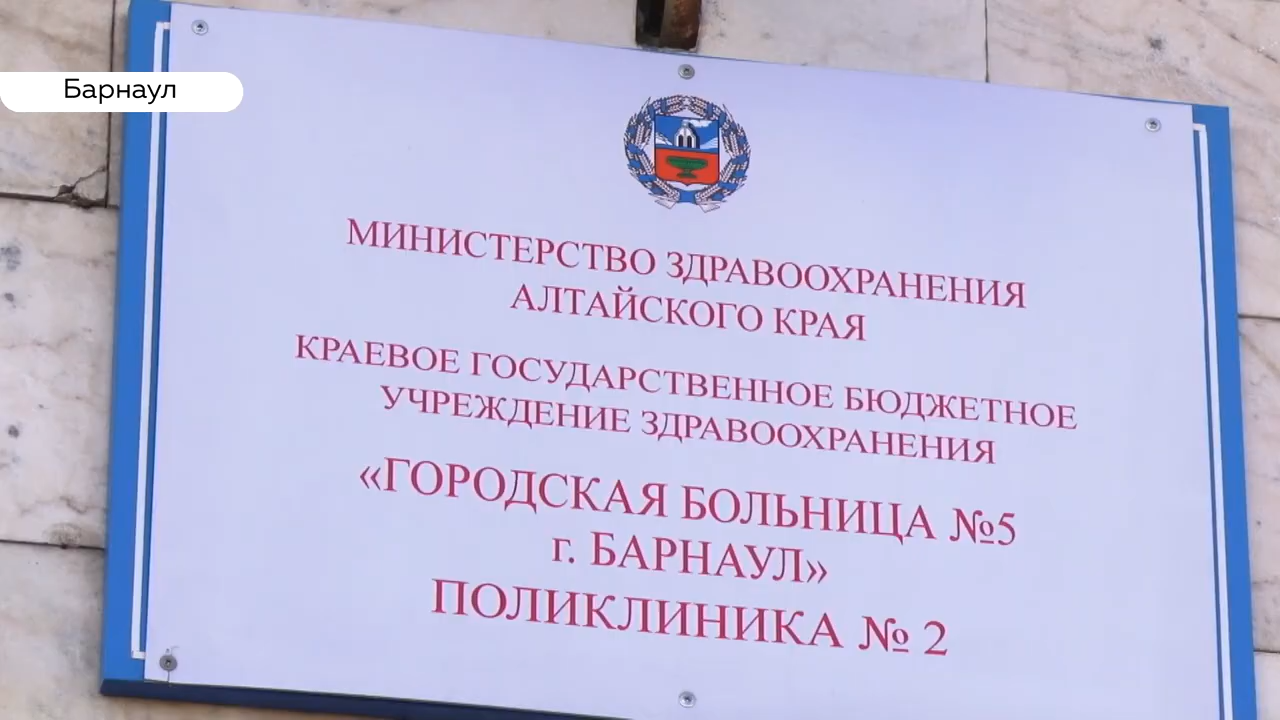 Барнаул
МИНИСТЕРСТВО ЗДРАВООХРАНЕНИЯ
АЛТАЙСКОГО КРАЯ
КРАЕВОЕ ГОСУДАРСТВЕННОЕ БЮДЖЕТНОЕ
УЧРЕЖДЕНИЕ ЗДРАВООХРАНЕНИЯ
«ГОРОДСКАЯ БОЛЬНИЦА №5
г. БАРНАУЛ»
ПОЛИКЛИНИКА № 2